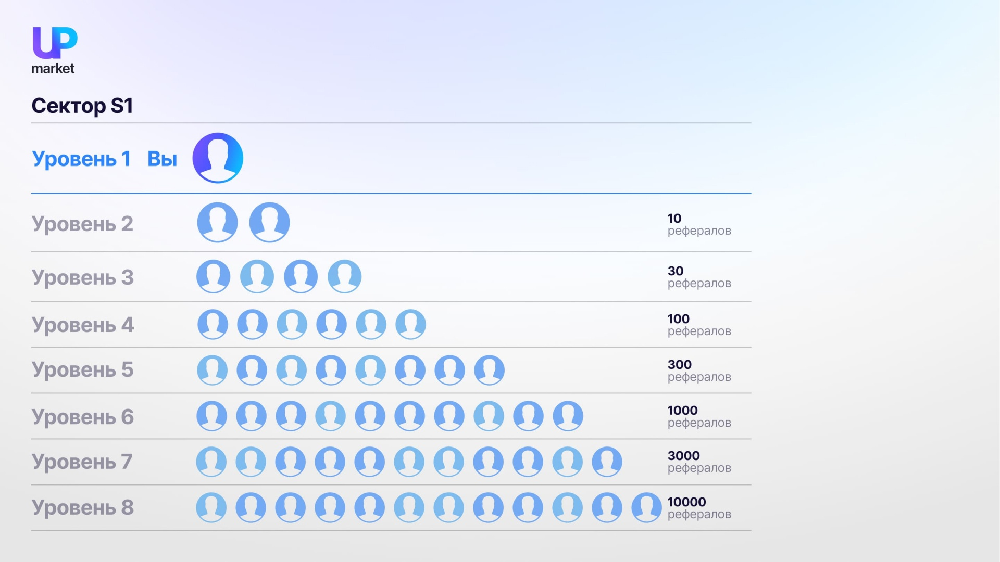 UP
market
Сектор S1
Уровень 1 Вы
Уровень 2
10
рефералов
Уровень 3
30
рефералов
Уровень 4
100
рефералов
Уровень 5
300
рефералов
Уровень 6
1000
рефералов
Уровень 7
3000
рефералов
Уровень 8
10000
рефералов